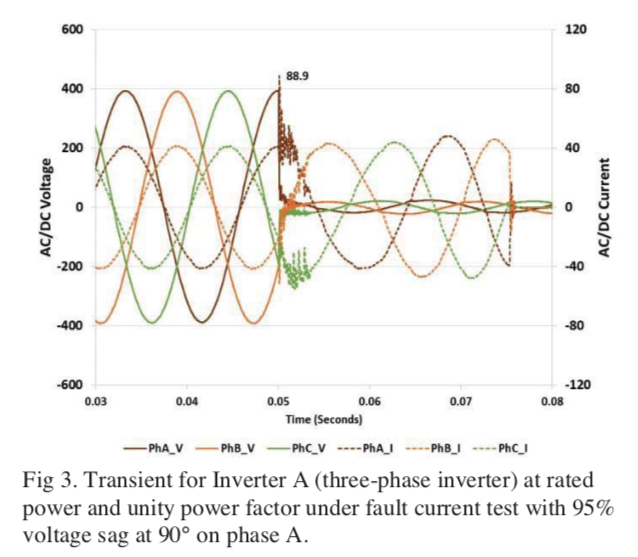 600
120
88.9
400
80
200
40
0
0
-200
-40
-400
-80
-600
-120
AC/DC Voltage
AC/DC Current
0.03
0.04
0.05
0.06
0.07
0.08
Time (Seconds)
PhA_V
PhB_V
PhC_V
PhA_I
PhB_I
PhC_I
Fig 3. Transient for Inverter A (three-phase inverter) at rated
power and unity power factor under fault current test with 95%
voltage sag at 90° on phase A.